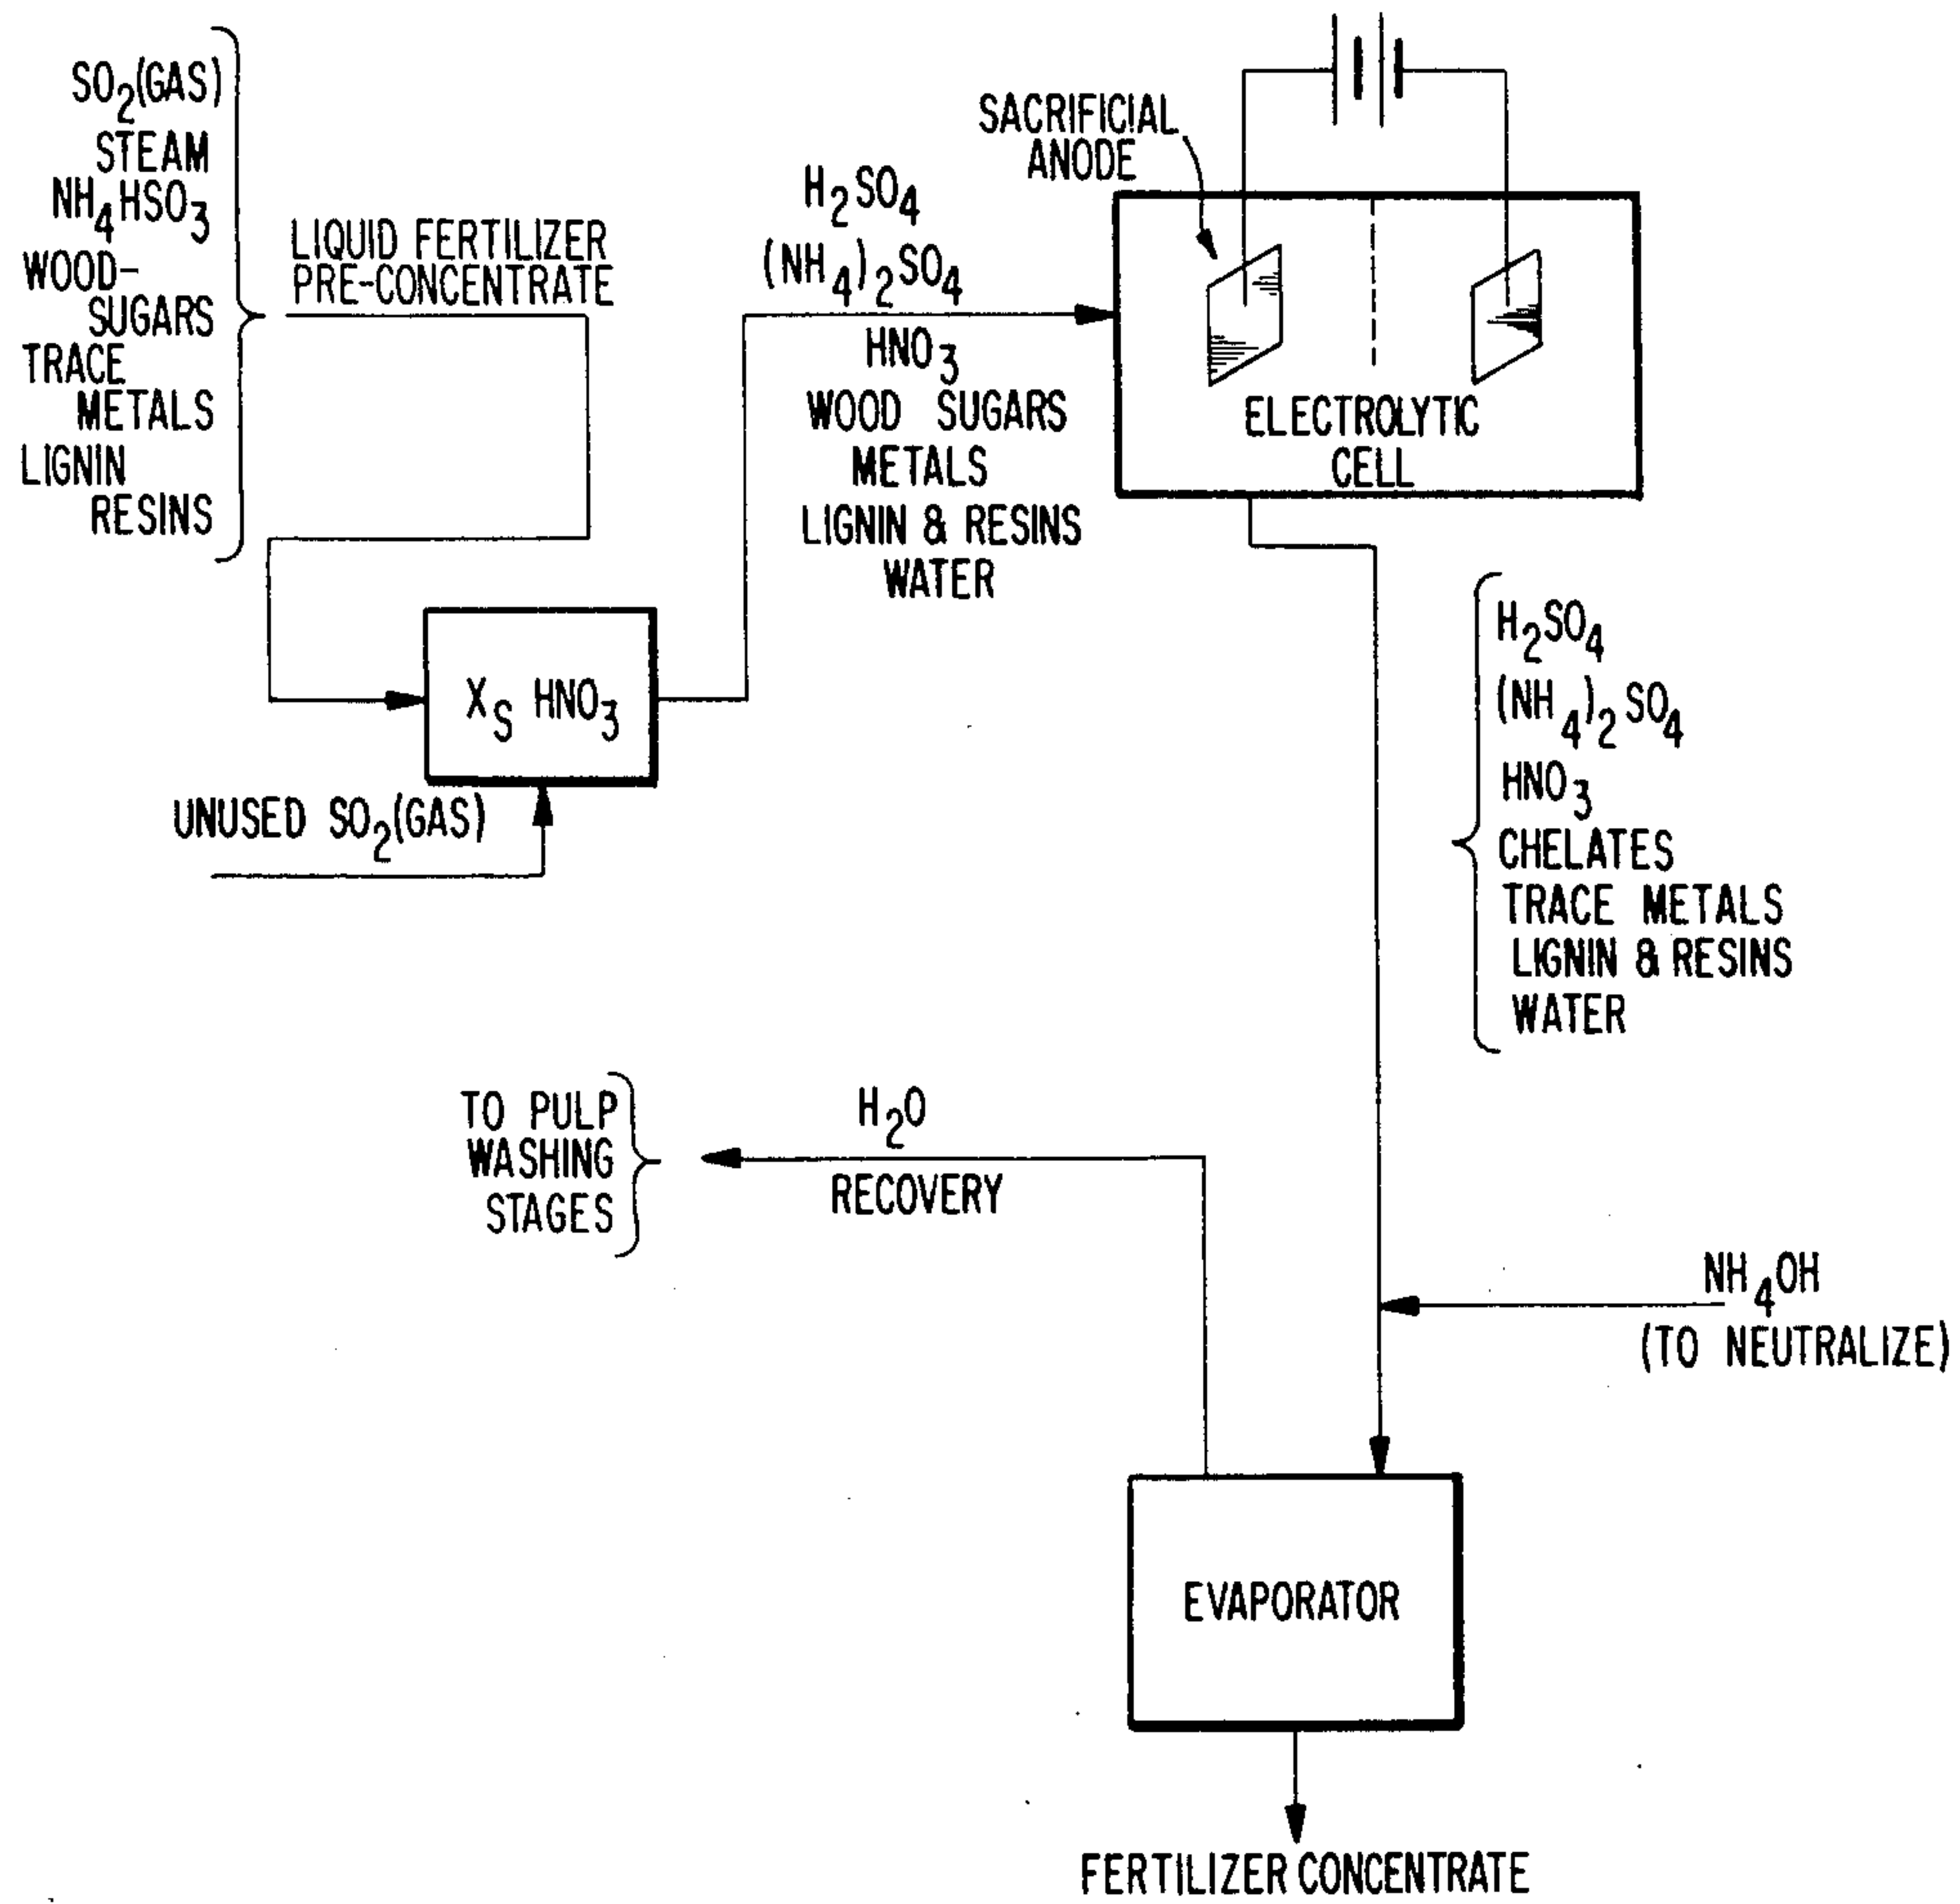 SO2(GAS)
STEAM
NH4HSO3
WOOD-
SUGARS
TRACE
METALS
LIGNIN
RESINS
LIQUID FERTILIZER
PRE-CONCENTRATE
XS HNO3
UNUSED SO2(GAS)
H2SO4
(NH4)2SO4
HNO3
WOOD SUGARS
METALS
LIGNIN & RESINS
WATER
SACRIFICIAL
ANODE
ELECTROLYTIC
CELL
H2SO4
(NH4)2SO4
HNO3
CHELATES
TRACE METALS
LIGNIN & RESINS
WATER
TO PULP
WASHING
STAGES
H2O
RECOVERY
NH4OH
(TO NEUTRALIZE)
EVAPORATOR
FERTILIZER CONCENTRATE